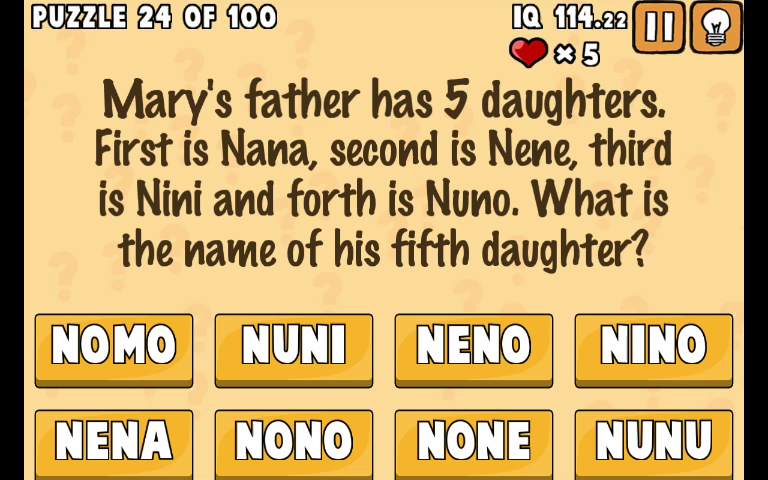 PUZZLE 24 OF 100
IQ 114.22
× 5
Mary's father has 5 daughters.
First is Nana, second is Nene, third
is Nini and forth is Nuno. What is
the name of his fifth daughter?
NOMO NUNI NENO NINO
NENA NONO NONE NUNU